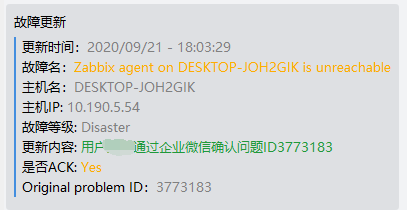 故障更新
更新时间：2020/09/21 - 18:03:29
故障名：Zabbix agent on DESKTOP-JOH2GIK is unreachable
主机名：DESKTOP-JOH2GIK
主机IP: 10.190.5.54
故障等级: Disaster
更新内容: 用户通过企业微信确认问题ID3773183
是否ACK: Yes
Original problem ID：3773183